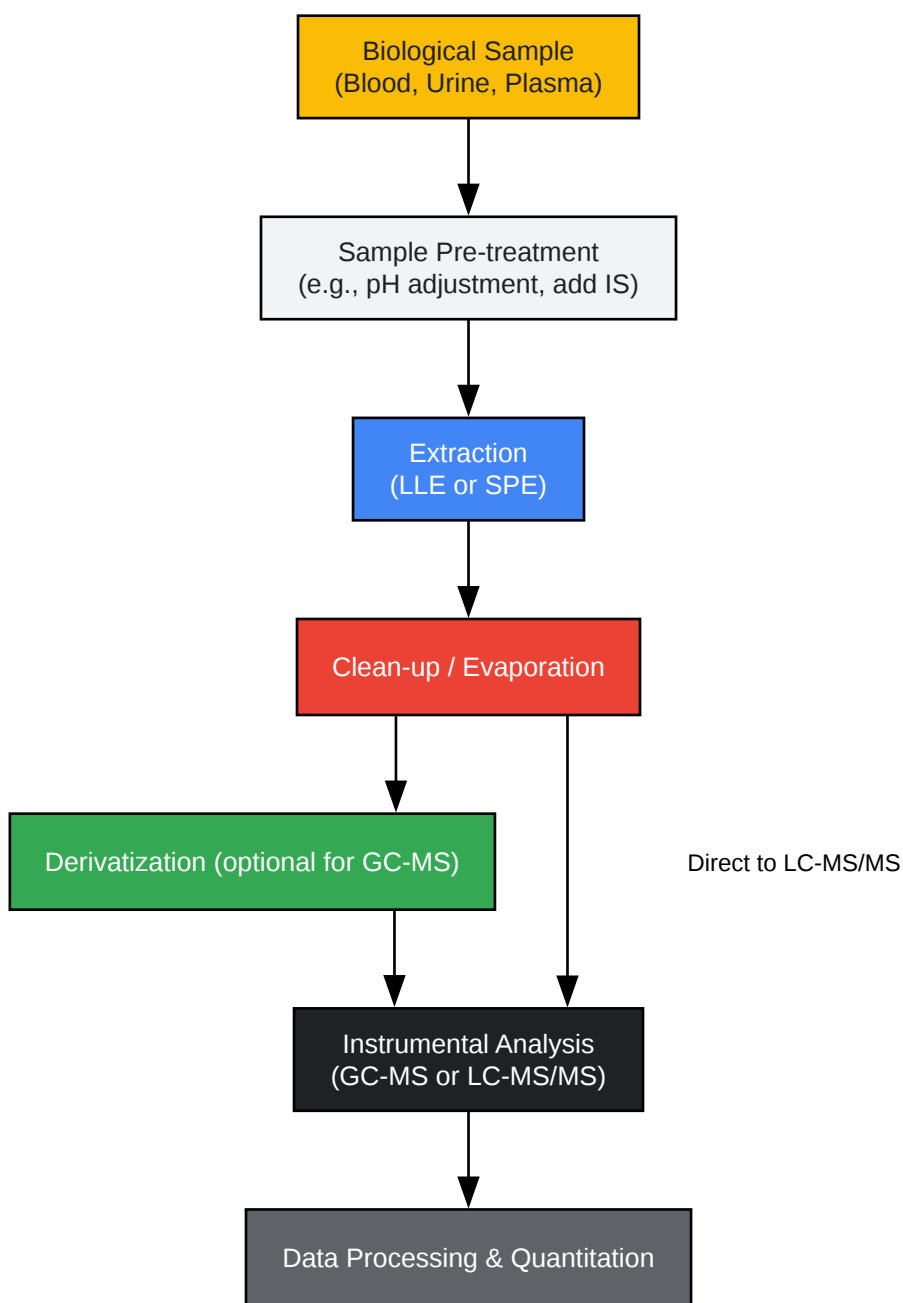 Biological Sample
(Blood, Urine, Plasma)
Sample Pre-treatment
(e.g., pH adjustment, add IS)
Extraction
(LLE or SPE)
Clean-up / Evaporation
Derivatization (optional for GC-MS)
Direct to LC-MS/MS
Instrumental Analysis
(GC-MS or LC-MS/MS)
Data Processing & Quantitation